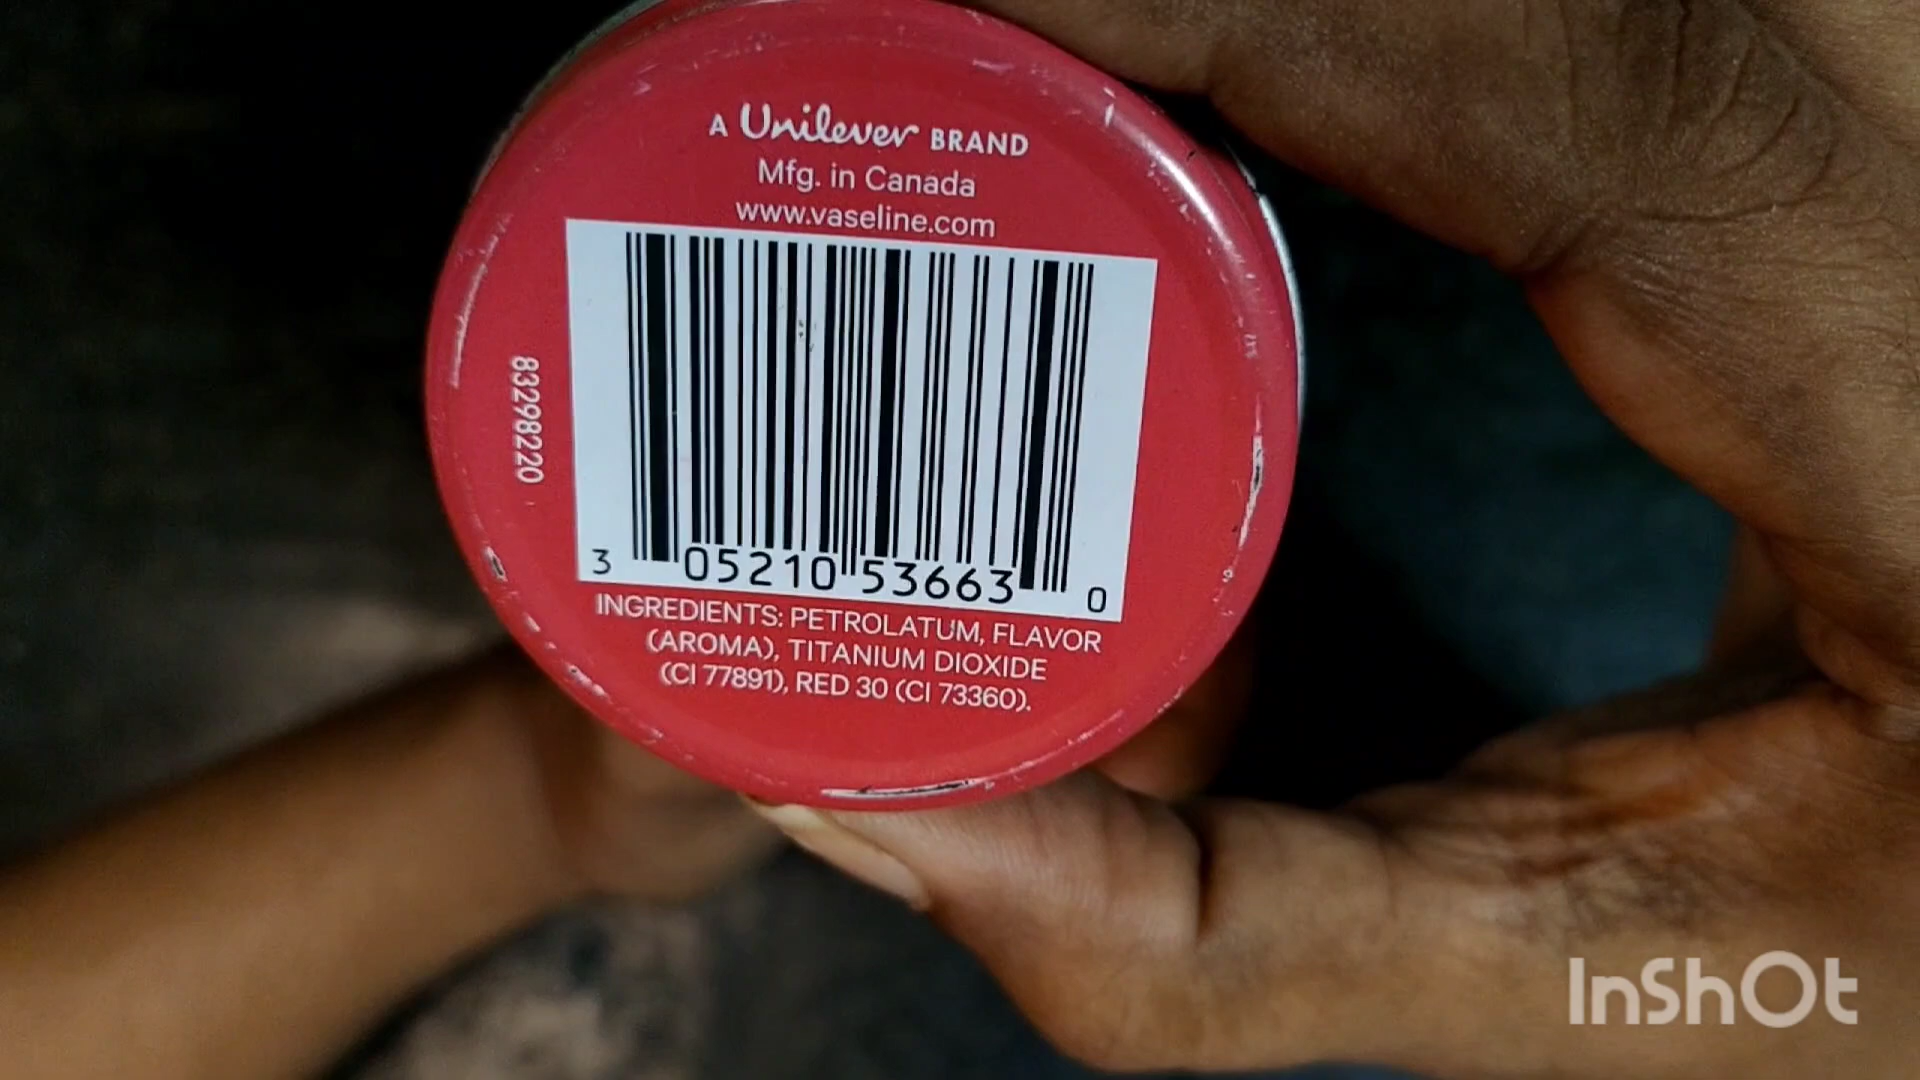 A Unilever BRAND
Mfg. in Canada
www.vaseline.com
83298220
3 05210 53663 0
INGREDIENTS: PETROLATUM, FLAVOR
(AROMA), TITANIUM DIOXIDE
(CI 77891), RED 30 (CI 73360).
InShOt